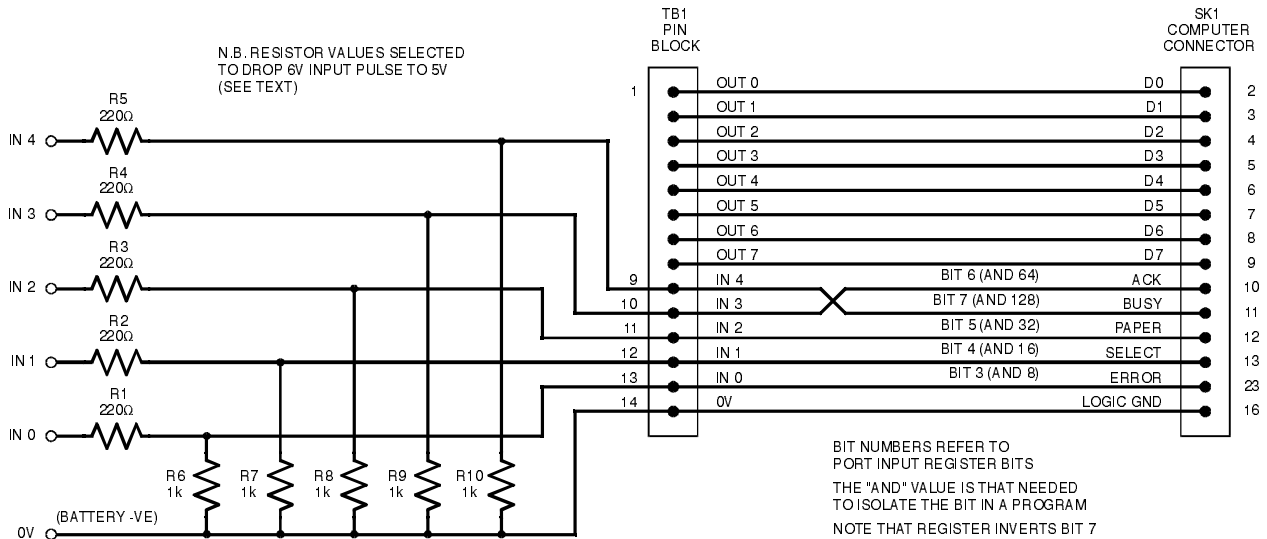 TB1
PIN
BLOCK
SK1
COMPUTER
CONNECTOR
N.B. RESISTOR VALUES SELECTED
TO DROP 6V INPUT PULSE TO 5V
(SEE TEXT)
1 OUT 0 D0 2
OUT 1 D1 3
OUT 2 D2 4
OUT 3 D3 5
OUT 4 D4 6
OUT 5 D5 7
OUT 6 D6 8
OUT 7 D7 9
9 IN 4 BIT 6 (AND 64) ACK 10
10 IN 3 BIT 7 (AND 128) BUSY 11
11 IN 2 BIT 5 (AND 32) PAPER 12
12 IN 1 BIT 4 (AND 16) SELECT 13
13 IN 0 BIT 3 (AND 8) ERROR 23
14 0V LOGIC GND 16
R5
220Ω
IN 4
R4
220Ω
IN 3
R3
220Ω
IN 2
R2
220Ω
IN 1
R1
220Ω
IN 0
R6
1k
R7
1k
R8
1k
R9
1k
R10
1k
(BATTERY -VE)
0V
BIT NUMBERS REFER TO
PORT INPUT REGISTER BITS
THE "AND" VALUE IS THAT NEEDED
TO ISOLATE THE BIT IN A PROGRAM
NOTE THAT REGISTER INVERTS BIT 7